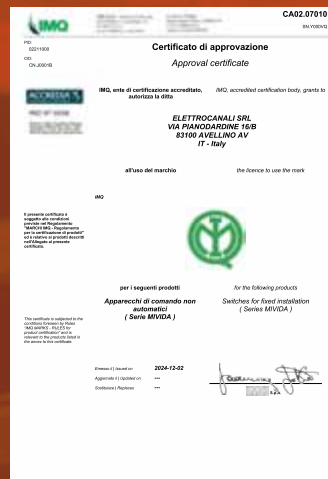 IMQ
CA02.07010
SN.Y000VQ
PID:
02211000
CID:
CN.J0001B
Certificato di approvazione
Approval certificate
ACCREDIA
IMQ, ente di certificazione accreditato,
autorizza la ditta
IMQ, accredited certification body, grants to
ELETTROCANALI SRL
VIA PIANODARDINE 16/B
83100 AVELLINO AV
IT - Italy
all'uso del marchio
the licence to use the mark
IMQ
Il presente certificato è
soggetto alle condizioni
previste nel Regolamento
"MARCHI IMQ - Regolamento
per la certificazione di prodotti"
ed è relativo ai prodotti descritti
nell'Allegato al presente
certificato.
per i seguenti prodotti
for the following products
Apparecchi di comando non
automatici
( Serie MIVIDA )
Switches for fixed installation
( Series MIVIDA )
This certificate is subjected to the
conditions foreseen by Rules
"IMQ MARKS - RULES for
product certification" and is
relevant to the products listed in
the annex to this certificate.
Emesso il | Issued on
2024-12-02
Aggiornato il | Updated on
---
Sostituisce | Replaces
---
S.p.A.